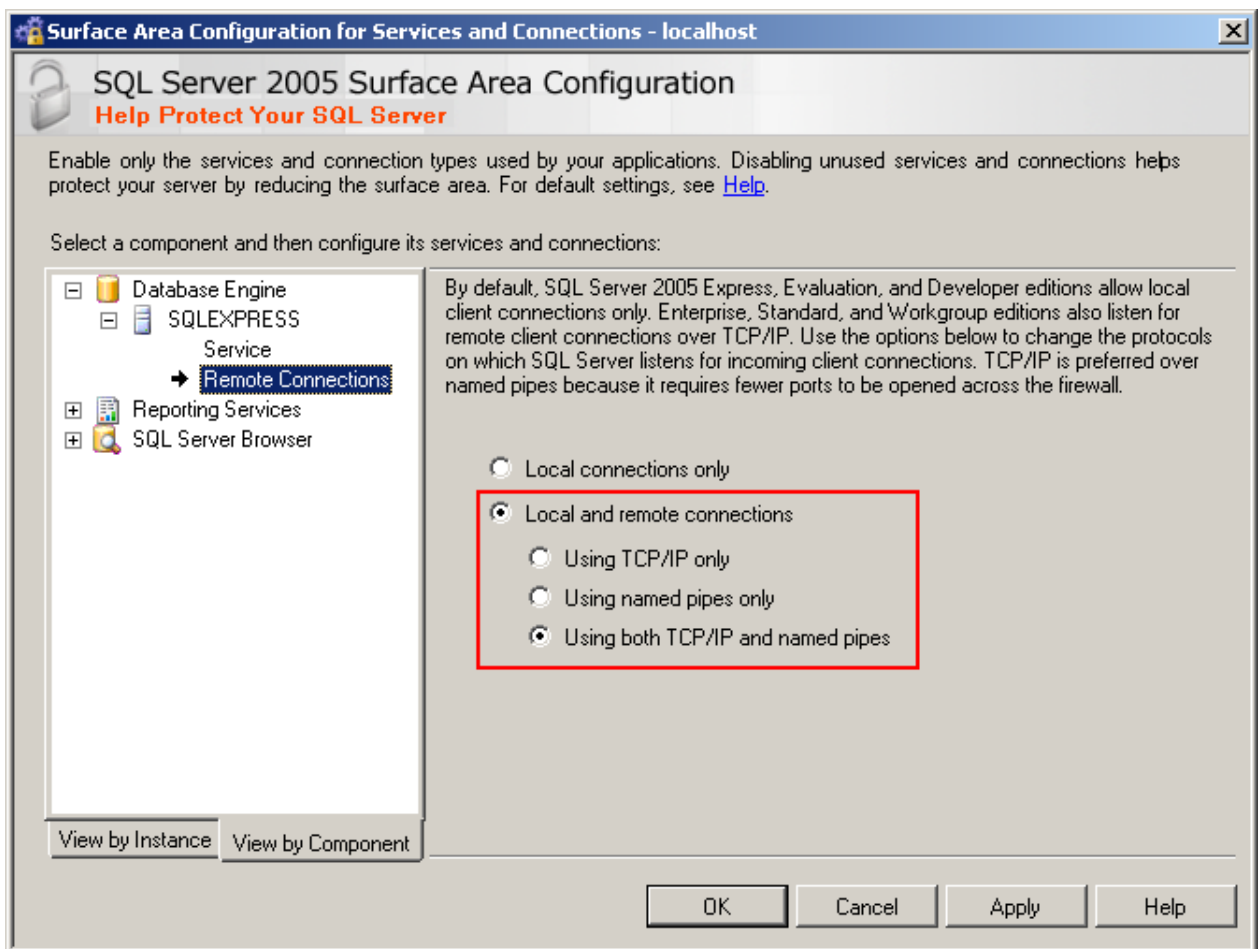 Surface Area Configuration for Services and Connections - localhost
SQL Server 2005 Surface Area Configuration
Help Protect Your SQL Server
Enable only the services and connection types used by your applications. Disabling unused services and connections helps
protect your server by reducing the surface area. For default settings, see Help.
Select a component and then configure its services and connections:
Database Engine
SQLEXPRESS
Service
Remote Connections
Reporting Services
SQL Server Browser
View by Instance
View by Component
By default, SQL Server 2005 Express, Evaluation, and Developer editions allow local
client connections only. Enterprise, Standard, and Workgroup editions also listen for
remote client connections over TCP/IP. Use the options below to change the protocols
on which SQL Server listens for incoming client connections. TCP/IP is preferred over
named pipes because it requires fewer ports to be opened across the firewall.
Local connections only
Local and remote connections
Using TCP/IP only
Using named pipes only
Using both TCP/IP and named pipes
OK
Cancel
Apply
Help